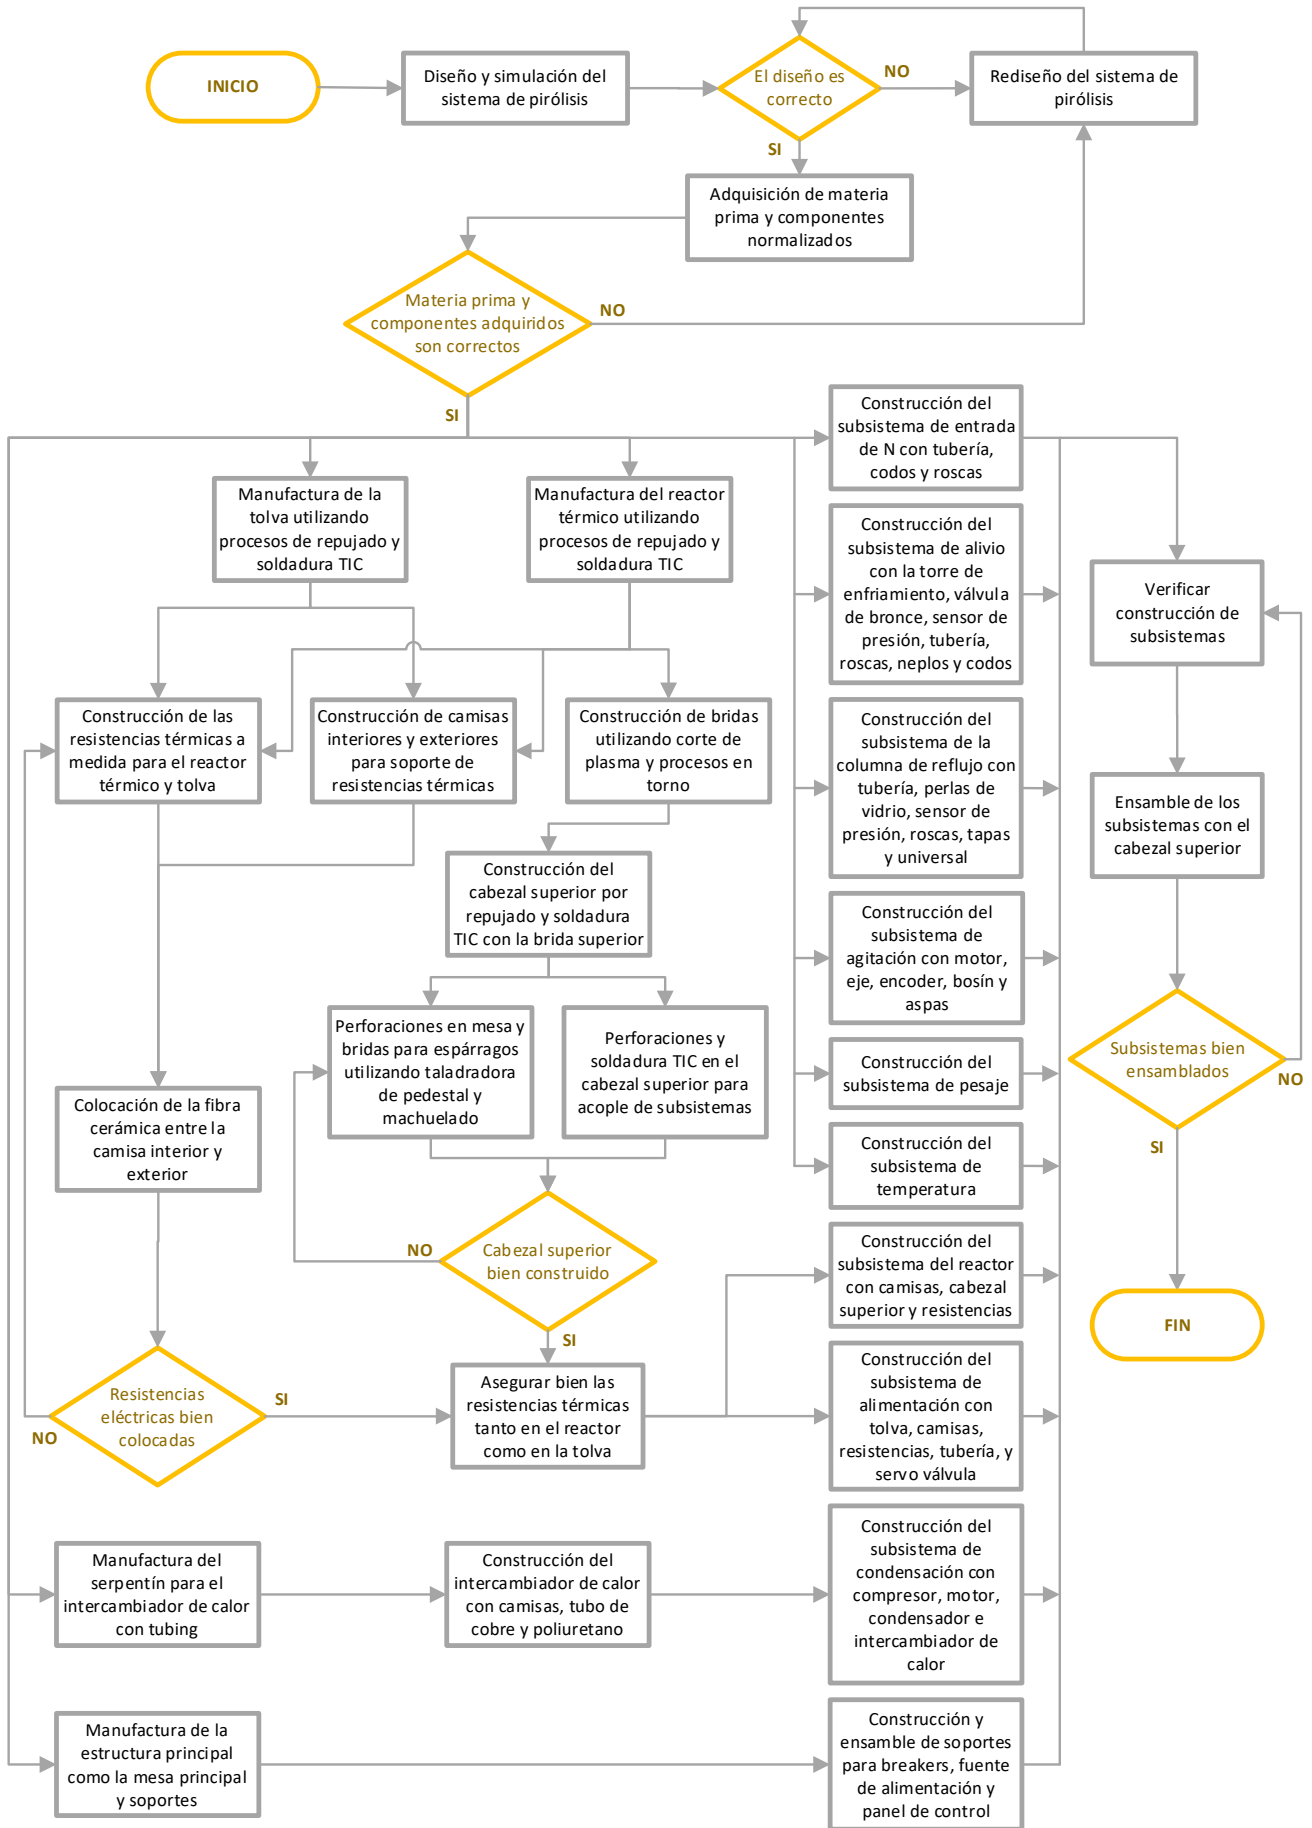 INICIO
Diseño y simulación del
sistema de pirólisis
El diseño es
correcto
NO
Rediseño del sistema de
pirólisis
SI
Adquisición de materia
prima y componentes
normalizados
Materia prima y
componentes adquiridos
son correctos
NO
SI
Construcción del
subsistema de entrada
de N con tubería,
codos y roscas
Manufactura de la
tolva utilizando
procesos de repujado y
soldadura TIC
Manufactura del reactor
térmico utilizando
procesos de repujado y
soldadura TIC
Construcción del
subsistema de alivio
con la torre de
enfriamiento, válvula
de bronce, sensor de
presión, tubería,
roscas, neplos y codos
Verificar
construcción de
subsistemas
Construcción de las
resistencias térmicas a
medida para el reactor
térmico y tolva
Construcción de camisas
interiores y exteriores
para soporte de
resistencias térmicas
Construcción de bridas
utilizando corte de
plasma y procesos en
torno
Construcción del
subsistema de la
columna de reflujo con
tubería, perlas de
vidrio, sensor de
presión, roscas, tapas
y universal
Ensamble de los
subsistemas con el
cabezal superior
Construcción del
cabezal superior por
repujado y soldadura
TIC con la brida superior
Construcción del
subsistema de
agitación con motor,
eje, encoder, bosín y
aspas
Perforaciones en mesa y
bridas para espárragos
utilizando taladradora
de pedestal y
machuelado
Perforaciones y
soldadura TIC en el
cabezal superior para
acople de subsistemas
Construcción del
subsistema de pesaje
Subsistemas bien
ensamblados
NO
SI
Colocación de la fibra
cerámica entre la
camisa interior y
exterior
Construcción del
subsistema de
temperatura
NO
Cabezal superior
bien construido
SI
Construcción del
subsistema del reactor
con camisas, cabezal
superior y resistencias
FIN
Resistencias
eléctricas bien
colocadas
SI
NO
Asegurar bien las
resistencias térmicas
tanto en el reactor
como en la tolva
Construcción del
subsistema de
alimentación con
tolva, camisas,
resistencias, tubería, y
servo válvula
Manufactura del
serpentín para el
intercambiador de calor
con tubing
Construcción del
intercambiador de calor
con camisas, tubo de
cobre y poliuretano
Construcción del
subsistema de
condensación con
compresor, motor,
condensador e
intercambiador de
calor
Manufactura de la
estructura principal
como la mesa principal
y soportes
Construcción y
ensamble de soportes
para breakers, fuente
de alimentación y
panel de control